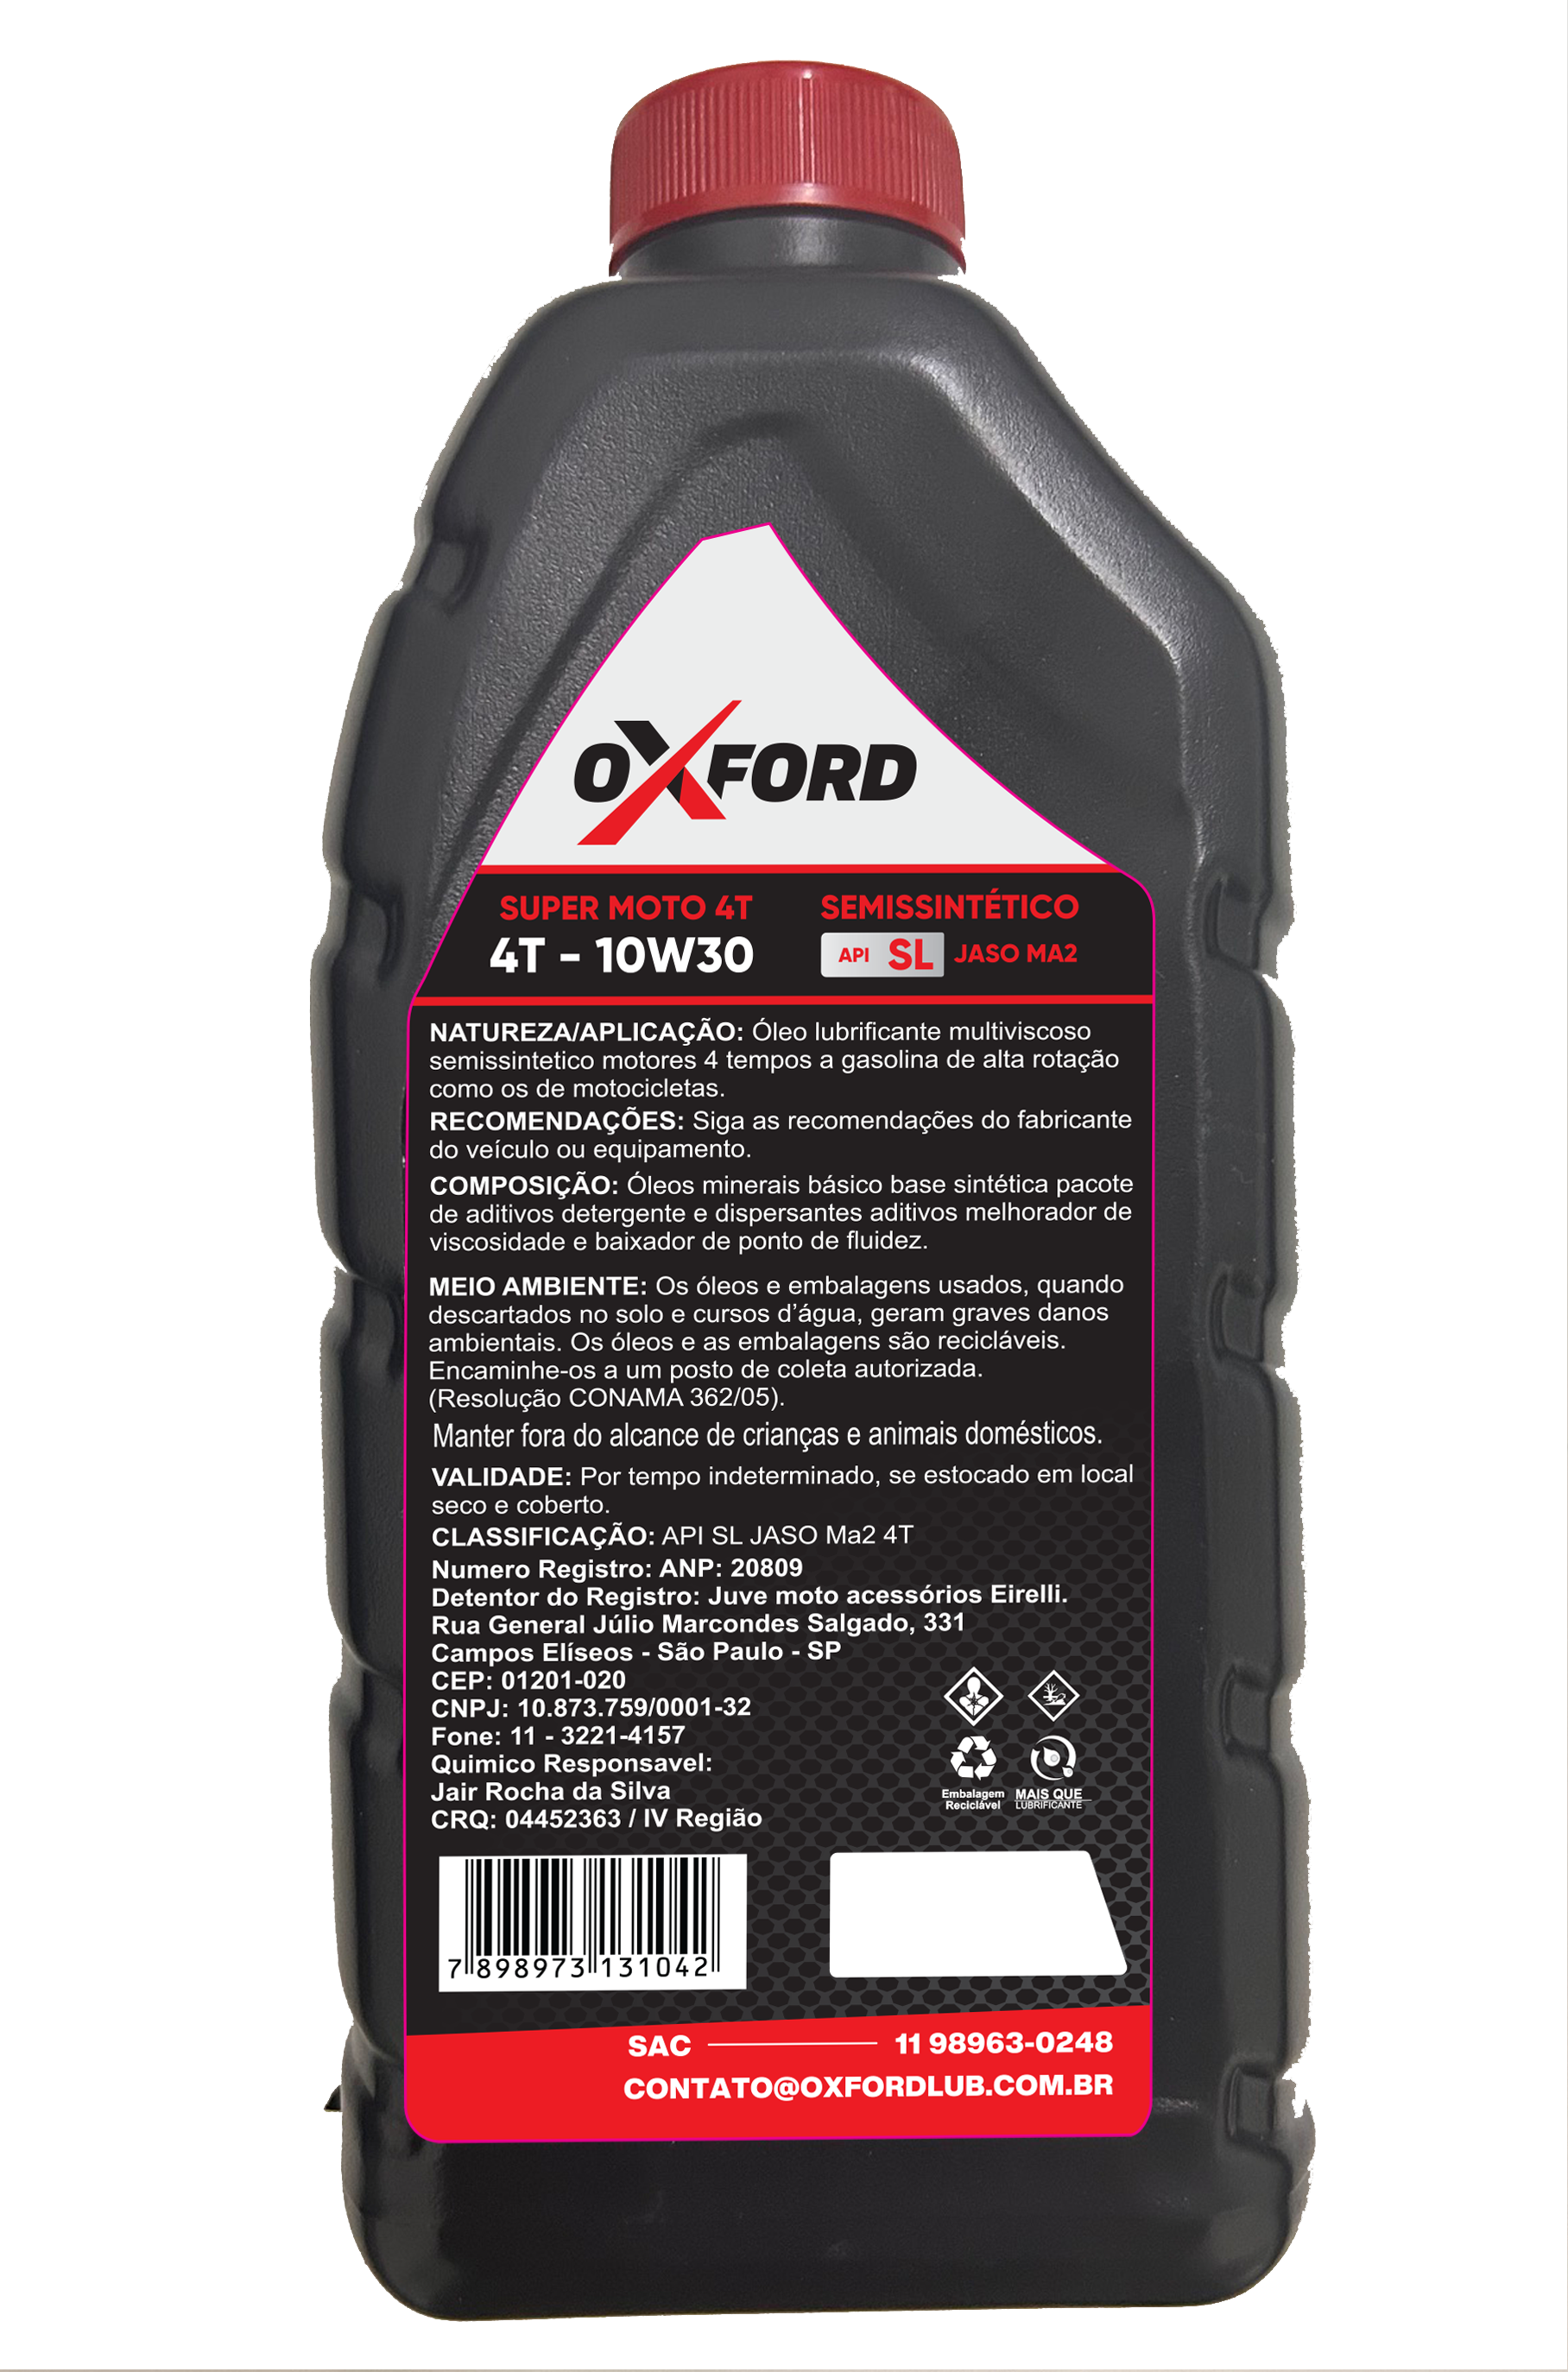 OXFORD
SUPER MOTO 4T
4T - 10W30
SEMISSINTÉTICO
API SL JASO MA2
NATUREZA/APLICAÇÃO: Óleo lubrificante multiviscoso
semissintetico motores 4 tempos a gasolina de alta rotação
como os de motocicletas.
RECOMENDAÇÕES: Siga as recomendações do fabricante
do veículo ou equipamento.
COMPOSIÇÃO: Óleos minerais básico base sintética pacote
de aditivos detergente e dispersantes aditivos melhorador de
viscosidade e baixador de ponto de fluidez.
MEIO AMBIENTE: Os óleos e embalagens usados, quando
descartados no solo e cursos d’água, geram graves danos
ambientais. Os óleos e as embalagens são recicláveis.
Encaminhe-os a um posto de coleta autorizada.
(Resolução CONAMA 362/05).
Manter fora do alcance de crianças e animais domésticos.
VALIDADE: Por tempo indeterminado, se estocado em local
seco e coberto.
CLASSIFICAÇÃO: API SL JASO Ma2 4T
Numero Registro: ANP: 20809
Detentor do Registro: Juve moto acessórios Eirelli.
Rua General Júlio Marcondes Salgado, 331
Campos Elíseos - São Paulo - SP
CEP: 01201-020
CNPJ: 10.873.759/0001-32
Fone: 11 - 3221-4157
Quimico Responsavel:
Jair Rocha da Silva
CRQ: 04452363 / IV Região
Embalagem
Reciclável
MAIS QUE
LUBRIFICANTE
7 898973 131042
SAC 11 98963-0248
CONTATO@OXFORDLUB.COM.BR